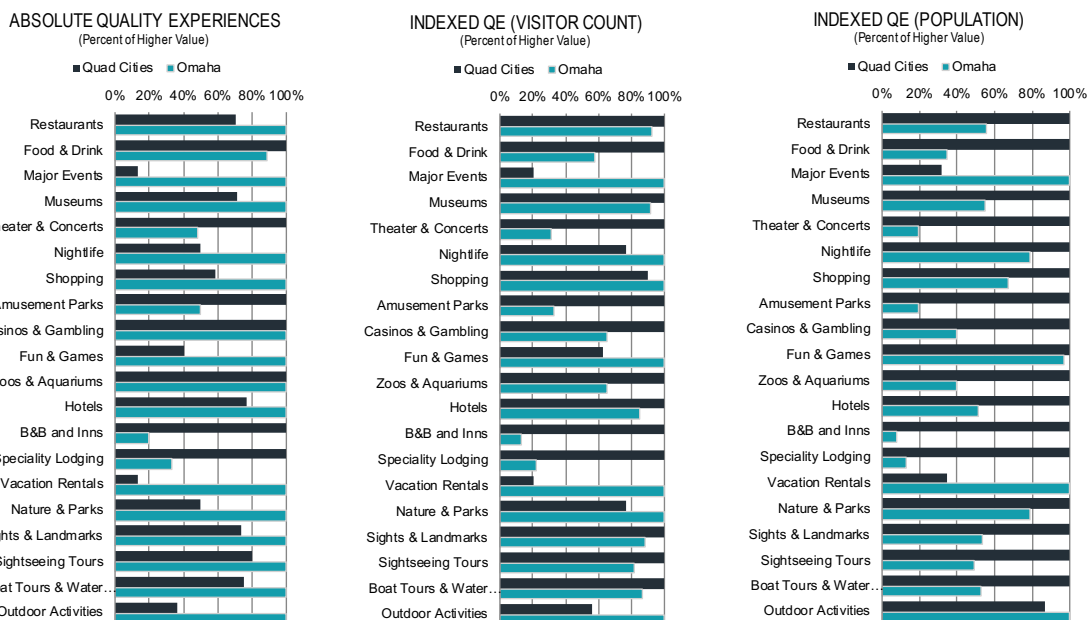 ABSOLUTE QUALITY EXPERIENCES
(Percent of Higher Value)
Quad Cities Omaha
0% 20% 40% 60% 80% 100%
Restaurants
Food & Drink
Major Events
Museums
eater & Concerts
Nightlife
Shopping
musement Parks
sinos & Gambling
Fun & Games
oos & Aquariums
Hotels
B&B and Inns
Speciality Lodging
Vacation Rentals
Nature & Parks
hts & Landmarks
Sightseeing Tours
at Tours & Water…
Outdoor Activities
INDEXED QE (VISITOR COUNT)
(Percent of Higher Value)
Quad Cities Omaha
0% 20% 40% 60% 80% 100%
Restaurants
Food & Drink
Major Events
Museums
Theater & Concerts
Nightlife
Shopping
Amusement Parks
Casinos & Gambling
Fun & Games
Zoos & Aquariums
Hotels
B&B and Inns
Speciality Lodging
Vacation Rentals
Nature & Parks
Sights & Landmarks
Sightseeing Tours
Boat Tours & Water…
Outdoor Activities
INDEXED QE (POPULATION)
(Percent of Higher Value)
Quad Cities Omaha
0% 20% 40% 60% 80% 100%
Restaurants
Food & Drink
Major Events
Museums
Theater & Concerts
Nightlife
Shopping
Amusement Parks
Casinos & Gambling
Fun & Games
Zoos & Aquariums
Hotels
B&B and Inns
Speciality Lodging
Vacation Rentals
Nature & Parks
Sights & Landmarks
Sightseeing Tours
Boat Tours & Water…
Outdoor Activities